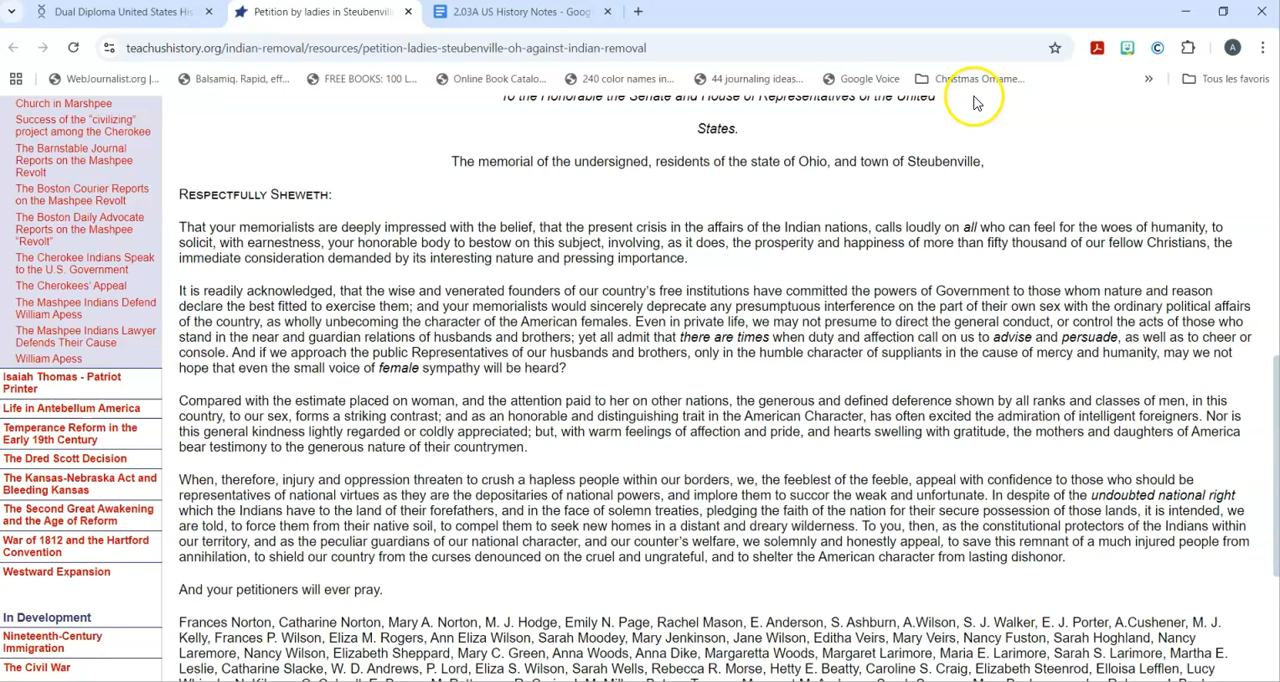 Dual Diploma United States His
Petition by ladies in Steubenvill
2.03A US History Notes - Goog
teachushistory.org/indian-removal/resources/petition-ladies-steubenville-oh-against-indian-removal
A
WebJournalist.org |...
Balsamiq. Rapid, eff...
FREE BOOKS: 100 L...
Online Book Catalo...
240 color names in...
44 journaling ideas...
Google Voice
Christmas Orname...
»
Tous les favoris
Church in Marshpee
Success of the "civilizing"
project among the Cherokee
The Barnstable Journal
Reports on the Mashpee
Revolt
The Boston Courier Reports
on the Mashpee Revolt
The Boston Daily Advocate
Reports on the Mashpee
"Revolt"
The Cherokee Indians Speak
to the U.S. Government
The Cherokees' Appeal
The Mashpee Indians Defend
William Apess
The Mashpee Indians Lawyer
Defends Their Cause
William Apess
Isaiah Thomas - Patriot
Printer
Life in Antebellum America
Temperance Reform in the
Early 19th Century
The Dred Scott Decision
The Kansas-Nebraska Act and
Bleeding Kansas
The Second Great Awakening
and the Age of Reform
War of 1812 and the Hartford
Convention
Westward Expansion
In Development
Nineteenth-Century
Immigration
The Civil War
To the Honorable the Senate and House of Representatives of the United
States.
The memorial of the undersigned, residents of the state of Ohio, and town of Steubenville,
RESPECTFULLY SHEWETH:
That your memorialists are deeply impressed with the belief, that the present crisis in the affairs of the Indian nations, calls loudly on all who can feel for the woes of humanity, to
solicit, with earnestness, your honorable body to bestow on this subject, involving, as it does, the prosperity and happiness of more than fifty thousand of our fellow Christians, the
immediate consideration demanded by its interesting nature and pressing importance.
It is readily acknowledged, that the wise and venerated founders of our country's free institutions have committed the powers of Government to those whom nature and reason
declare the best fitted to exercise them; and your memorialists would sincerely deprecate any presumptuous interference on the part of their own sex with the ordinary political affairs
of the country, as wholly unbecoming the character of the American females. Even in private life, we may not presume to direct the general conduct, or control the acts of those who
stand in the near and guardian relations of husbands and brothers; yet all admit that there are times when duty and affection call on us to advise and persuade, as well as to cheer or
console. And if we approach the public Representatives of our husbands and brothers, only in the humble character of suppliants in the cause of mercy and humanity, may we not
hope that even the small voice of female sympathy will be heard?
Compared with the estimate placed on woman, and the attention paid to her on other nations, the generous and defined deference shown by all ranks and classes of men, in this
country, to our sex, forms a striking contrast; and as an honorable and distinguishing trait in the American Character, has often excited the admiration of intelligent foreigners. Nor is
this general kindness lightly regarded or coldly appreciated; but, with warm feelings of affection and pride, and hearts swelling with gratitude, the mothers and daughters of America
bear testimony to the generous nature of their countrymen.
When, therefore, injury and oppression threaten to crush a hapless people within our borders, we, the feeblest of the feeble, appeal with confidence to those who should be
representatives of national virtues as they are the depositaries of national powers, and implore them to succor the weak and unfortunate. In despite of the undoubted national right
which the Indians have to the land of their forefathers, and in the face of solemn treaties, pledging the faith of the nation for their secure possession of those lands, it is intended, we
are told, to force them from their native soil, to compel them to seek new homes in a distant and dreary wilderness. To you, then, as the constitutional protectors of the Indians within
our territory, and as the peculiar guardians of our national character, and our counter's welfare, we solemnly and honestly appeal, to save this remnant of a much injured people from
annihilation, to shield our country from the curses denounced on the cruel and ungrateful, and to shelter the American character from lasting dishonor.
And your petitioners will ever pray.
Frances Norton, Catharine Norton, Mary A. Norton, M. J. Hodge, Emily N. Page, Rachel Mason, E. Anderson, S. Ashburn, A.Wilson, S. J. Walker, E. J. Porter, A.Cushener, M. J.
Kelly, Frances P. Wilson, Eliza M. Rogers, Ann Eliza Wilson, Sarah Moodey, Mary Jenkinson, Jane Wilson, Editha Veirs, Mary Veirs, Nancy Fuston, Sarah Hoghland, Nancy
Laremore, Nancy Wilson, Elizabeth Sheppard, Mary C. Green, Anna Woods, Anna Dike, Margaretta Woods, Margaret Larimore, Maria E. Larimore, Sarah S. Larimore, Martha E.
Leslie, Catharine Slacke, W. D. Andrews, P. Lord, Eliza S. Wilson, Sarah Wells, Rebecca R. Morse, Hetty E. Beatty, Caroline S. Craig, Elizabeth Steenrod, Elloisa Lefflen, Lucy